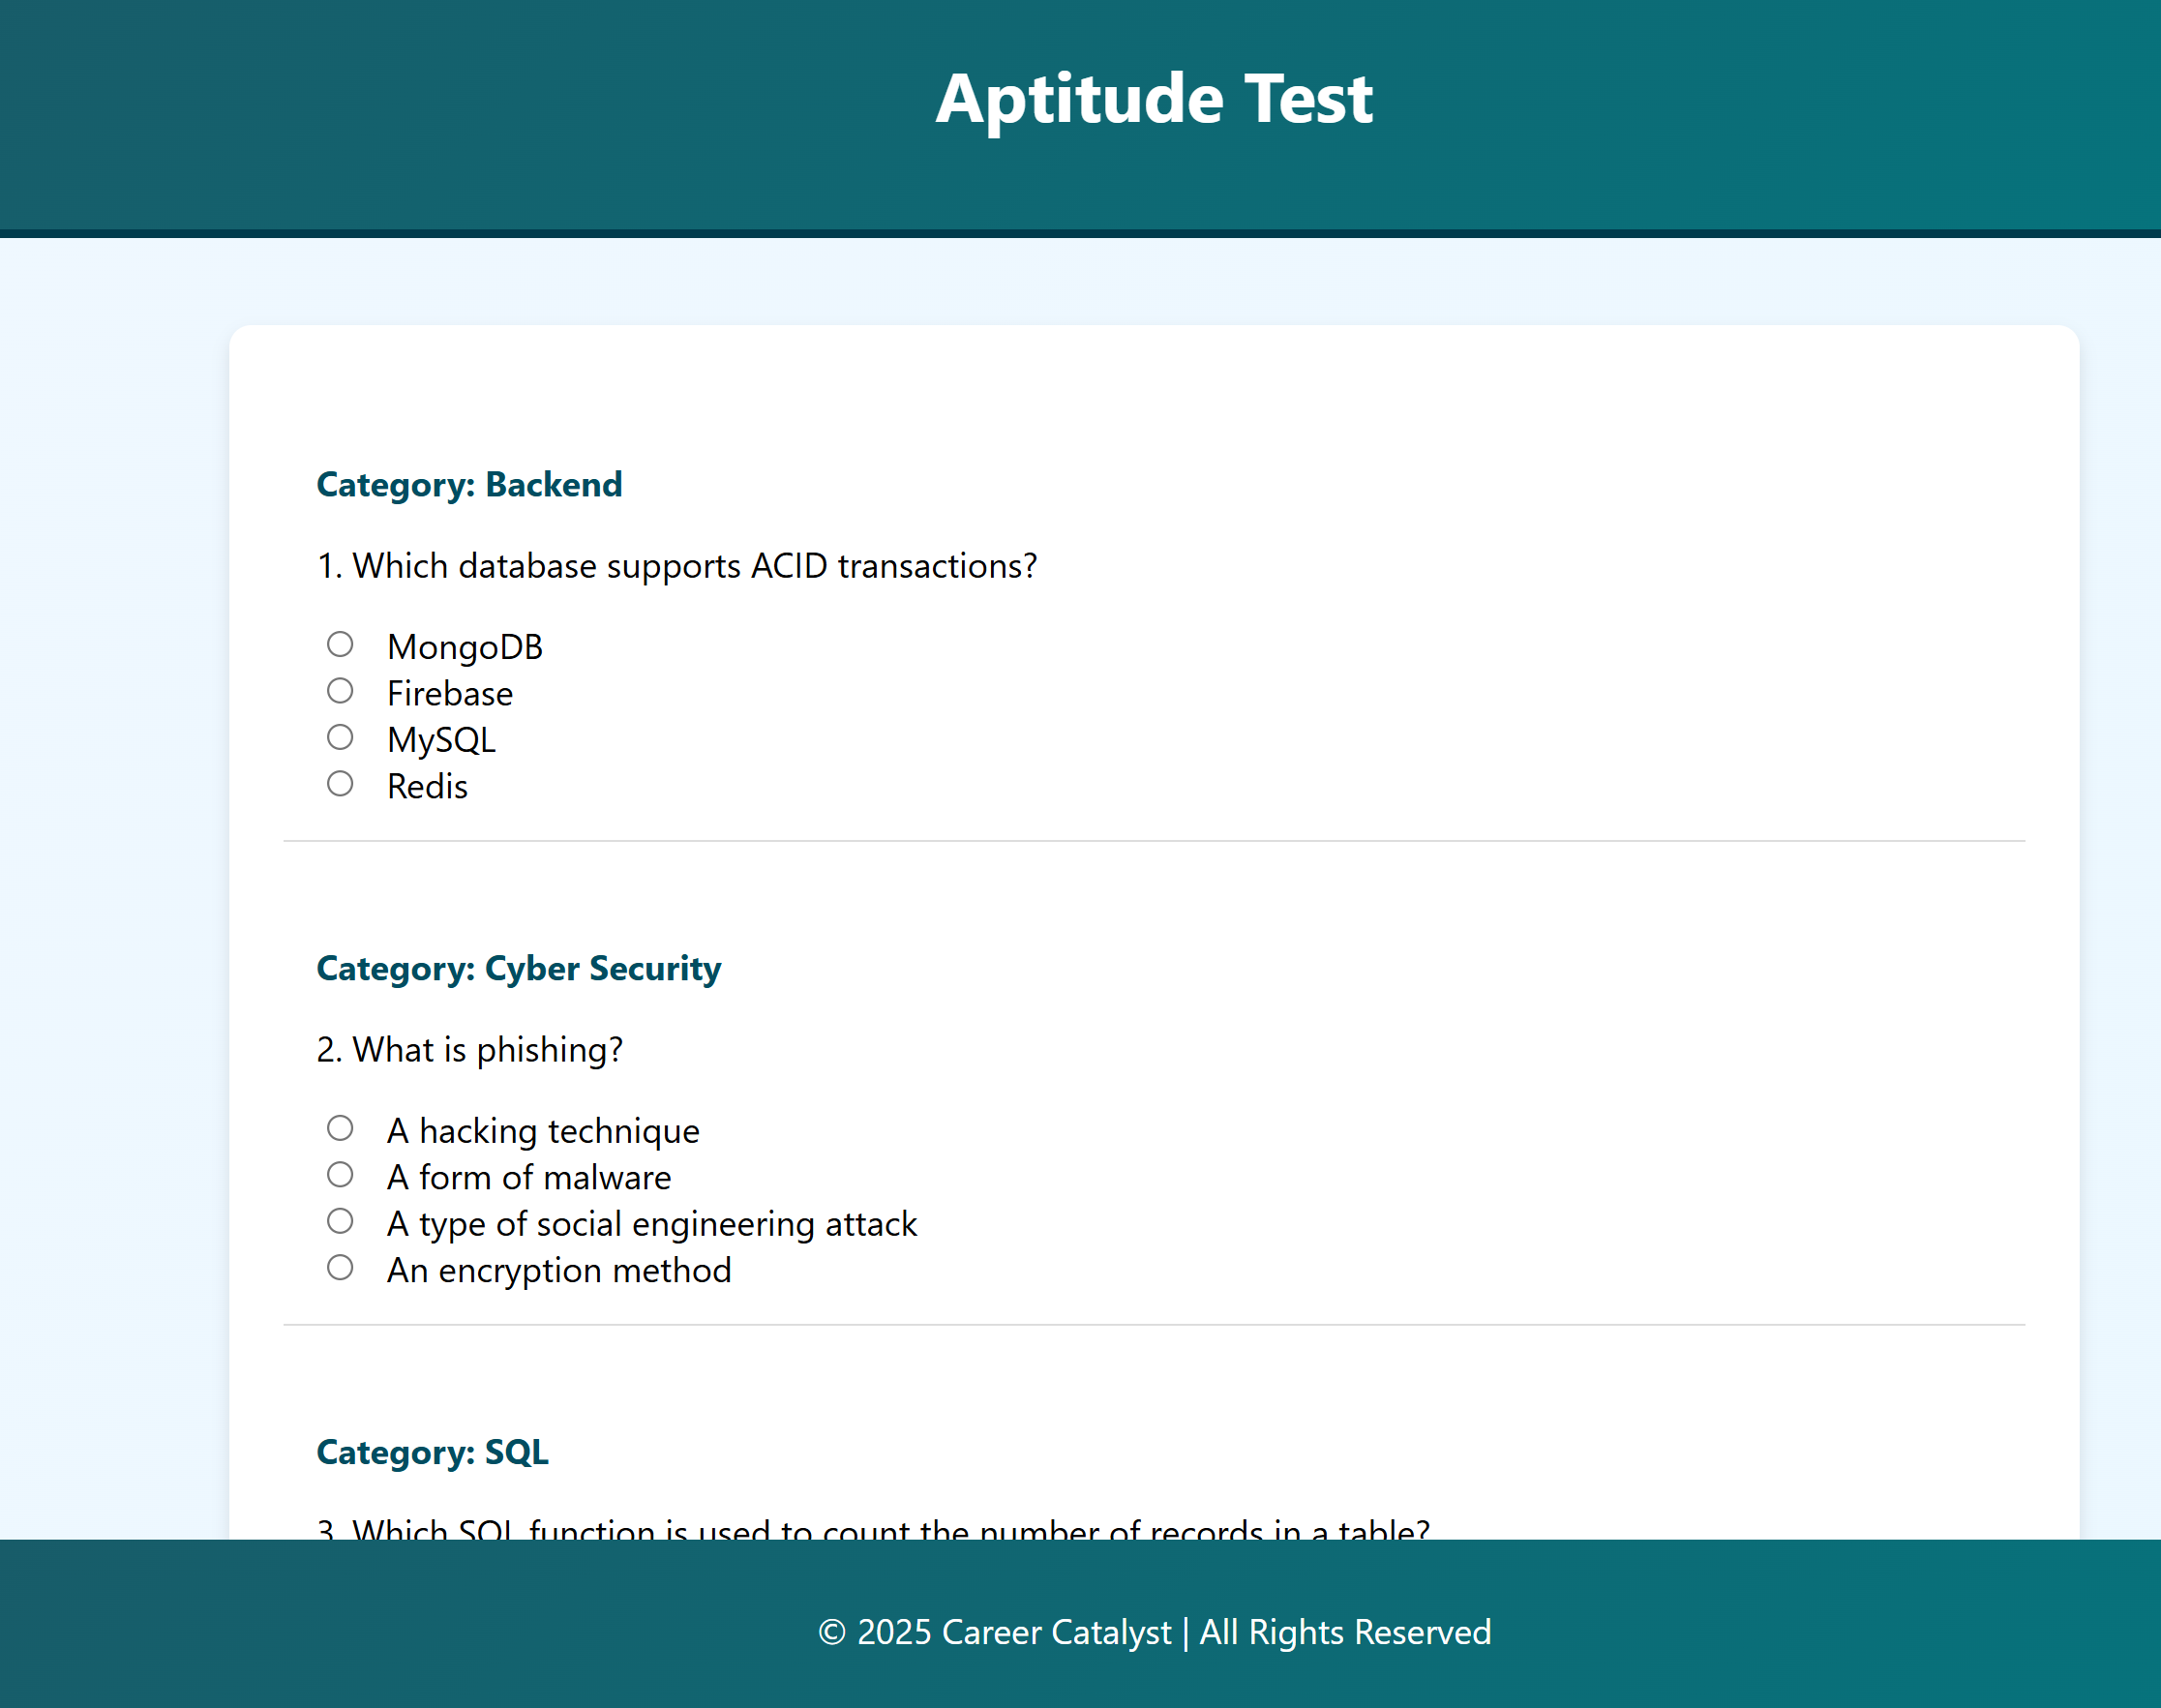 Aptitude Test
Category: Backend
1. Which database supports ACID transactions?
MongoDB
Firebase
MySQL
Redis
Category: Cyber Security
2. What is phishing?
A hacking technique
A form of malware
A type of social engineering attack
An encryption method
Category: SQL
3. Which SQL function is used to count the number of records in a table?
© 2025 Career Catalyst | All Rights Reserved